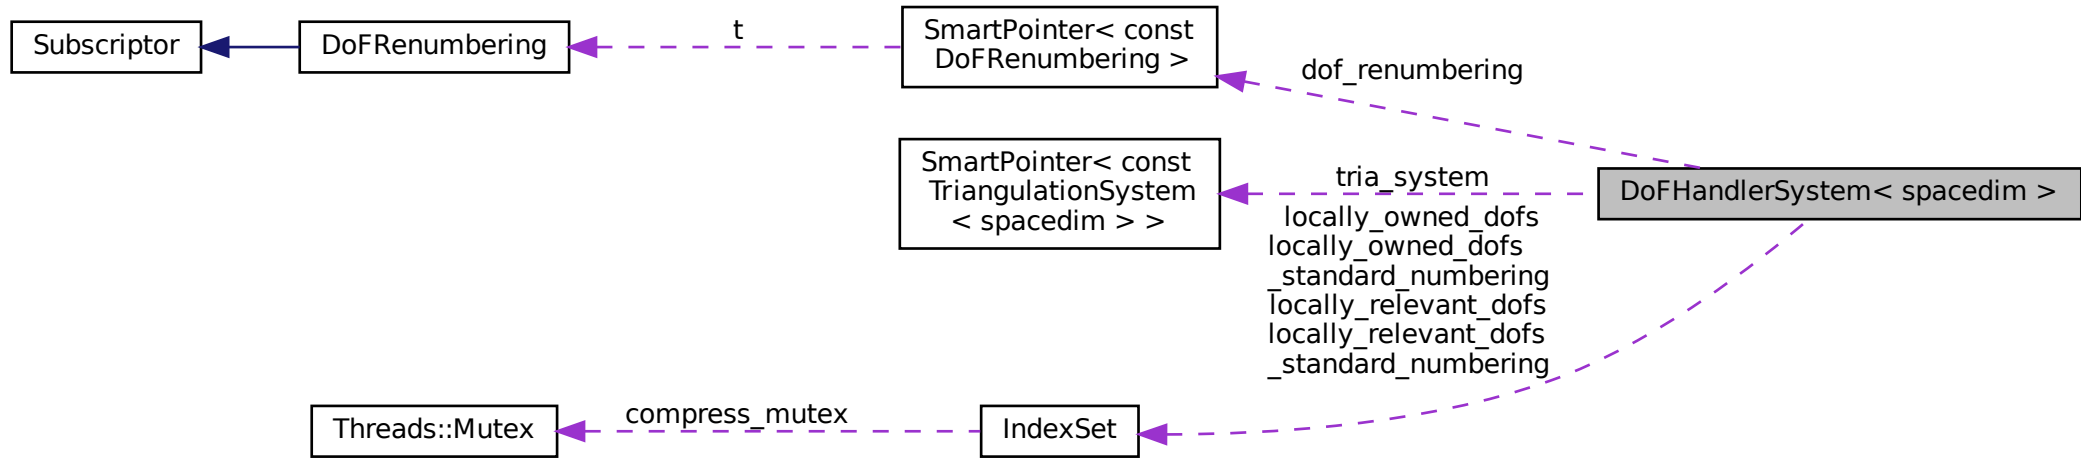 Subscriptor
DoFRenumbering
t
SmartPointer< const
DoFRenumbering >
dof_renumbering
SmartPointer< const
TriangulationSystem
< spacedim > >
tria_system
DoFHandlerSystem< spacedim >
locally_owned_dofs
locally_owned_dofs
_standard_numbering
locally_relevant_dofs
locally_relevant_dofs
_standard_numbering
Threads::Mutex
compress_mutex
IndexSet